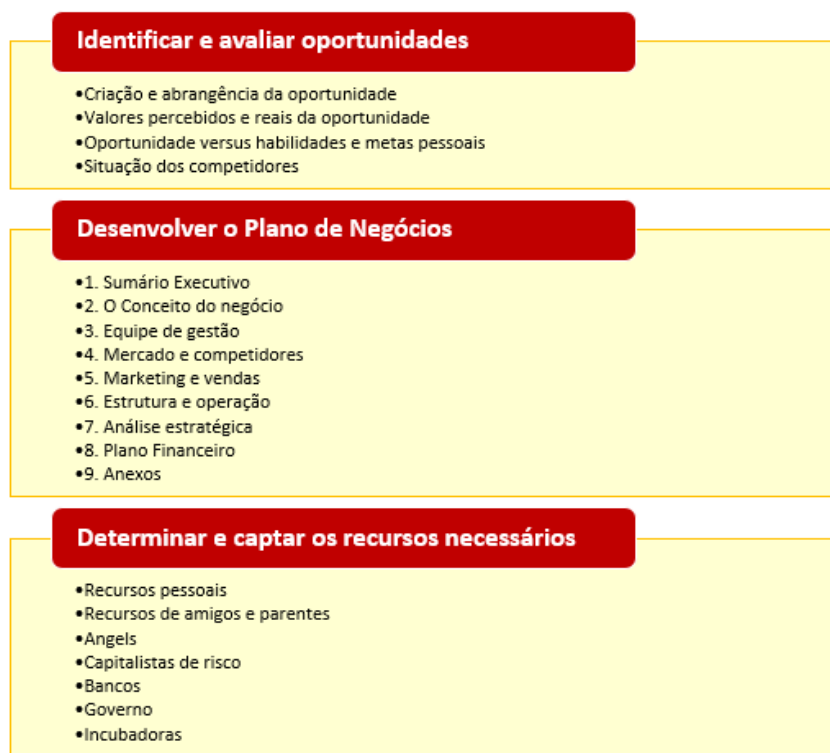 Identificar e avaliar oportunidades
•Criação e abrangência da oportunidade
•Valores percebidos e reais da oportunidade
•Oportunidade versus habilidades e metas pessoais
•Situação dos competidores
Desenvolver o Plano de Negócios
•1. Sumário Executivo
•2. O Conceito do negócio
•3. Equipe de gestão
•4. Mercado e competidores
•5. Marketing e vendas
•6. Estrutura e operação
•7. Análise estratégica
•8. Plano Financeiro
•9. Anexos
Determinar e captar os recursos necessários
•Recursos pessoais
•Recursos de amigos e parentes
•Angels
•Capitalistas de risco
•Bancos
•Governo
•Incubadoras